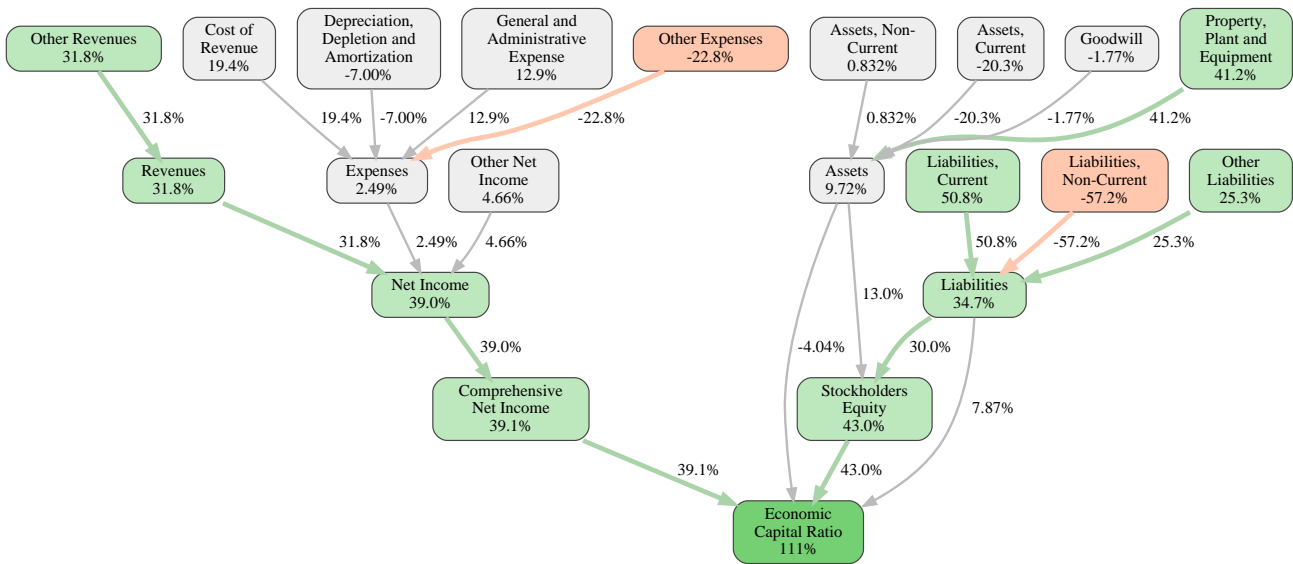 Other Revenues
31.8%
Cost of
Revenue
19.4%
Depreciation,
Depletion and
Amortization
-7.00%
General and
Administrative
Expense
12.9%
Other Expenses
-22.8%
Assets, Non-
Current
0.832%
Assets,
Current
-20.3%
Goodwill
-1.77%
Property,
Plant and
Equipment
41.2%
31.8%
19.4%
-7.00%
12.9%
-22.8%
0.832%
-20.3%
-1.77%
41.2%
Revenues
31.8%
Expenses
2.49%
Other Net
Income
4.66%
Assets
9.72%
Liabilities,
Current
50.8%
Liabilities,
Non-Current
-57.2%
Other
Liabilities
25.3%
31.8%
2.49%
4.66%
50.8%
-57.2%
25.3%
Net Income
39.0%
13.0%
Liabilities
34.7%
39.0%
-4.04%
30.0%
Comprehensive
Net Income
39.1%
Stockholders
Equity
43.0%
7.87%
39.1%
43.0%
Economic
Capital Ratio
111%